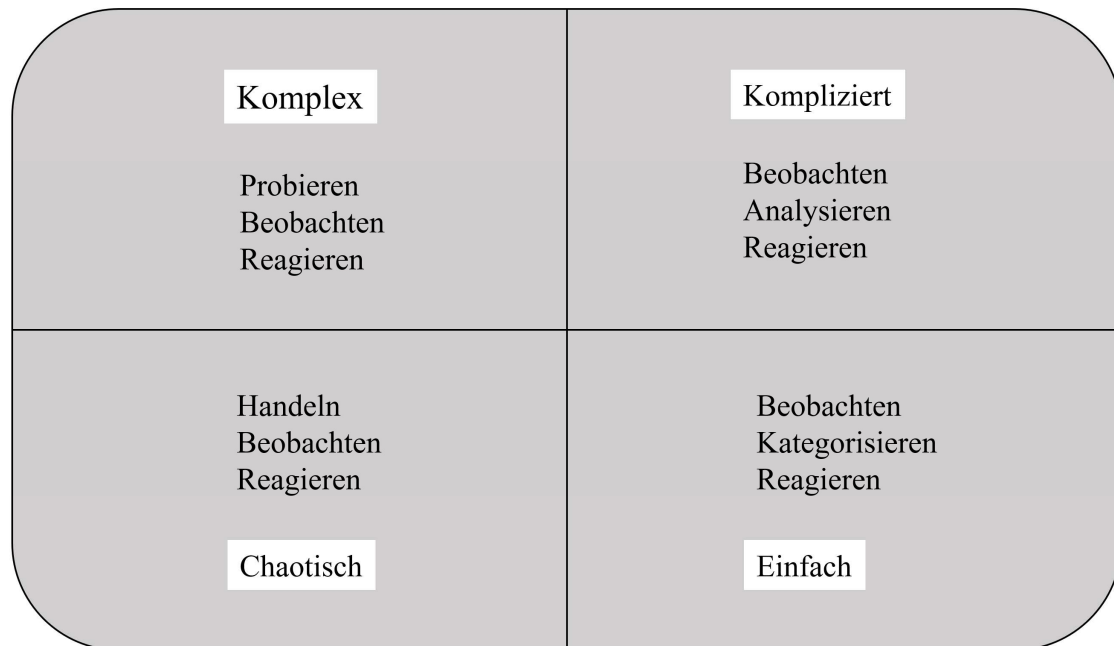 Komplex
Probieren
Beobachten
Reagieren
Kompliziert
Beobachten
Analysieren
Reagieren
Handeln
Beobachten
Reagieren
Chaotisch
Beobachten
Kategorisieren
Reagieren
Einfach